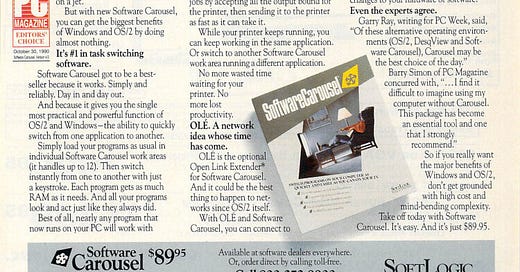 PC
MAGAZINE
EDITORS'
CHOICE
October 30, 1990
Software Carousel, Version 4.0
on a jet.
But with new Software Carousel,
you can get the biggest benefits
of Windows and OS/2 by doing
almost nothing.
It's #1 in task switching
software.
Software Carousel got to be a best-
seller because it works. Simply and
reliably. Day in and day out.
And because it gives you the single
most practical and powerful function of
OS/2 and Windows—the ability to quickly
switch from one application to another.
Simply load your programs as usual in
individual Software Carousel work areas
(it handles up to 12). Then switch
instantly from one to another with just
a keystroke. Each program gets as much
RAM as it needs. And all your programs
look and act just like they always did.
Best of all, nearly any program that
now runs on your PC will work with
jobs by accepting all the output bound for
the printer, then sending it to the printer
as fast as it can take it.
While your printer keeps running, you
can keep working in the same application.
Or switch to another Software Carousel
work area running a different application.
No more wasted time
waiting for your
printer. No
more lost
productivity.
OLÉ. A network
idea whose time
has come.
OLE is the optional
Open Link Extender
for Software Carousel.
And it could be the best
thing to happen to net-
works since OS/2 itself.
With OLÉ and Software
Carousel, you can connect to
SoftwareCarousel
SoftLogic
changes to your hardware or software.
Even the experts agree.
Garry Ray, writing for PC Week, said,
"Of these alternative operating environ-
ments (OS/2, DesqView and Soft-
ware Carousel), Carousel may be
the best choice of the day."
Barry Simon of PC Magazine
concurred with, "...I find it
difficult to imagine using my
computer without Carousel.
This package has become
an essential tool and one
that I strongly
recommend."
So if you really want
the major benefits of
Windows and OS/2,
don't get grounded
with high cost and
mind-bending complexity.
Take off today with Software
Carousel. It's easy. And it's just $89.95.
Software
Carousel $89⁹⁵
Available at software dealers everywhere.
Or, order direct by calling toll-free.
SOFTLOGIC